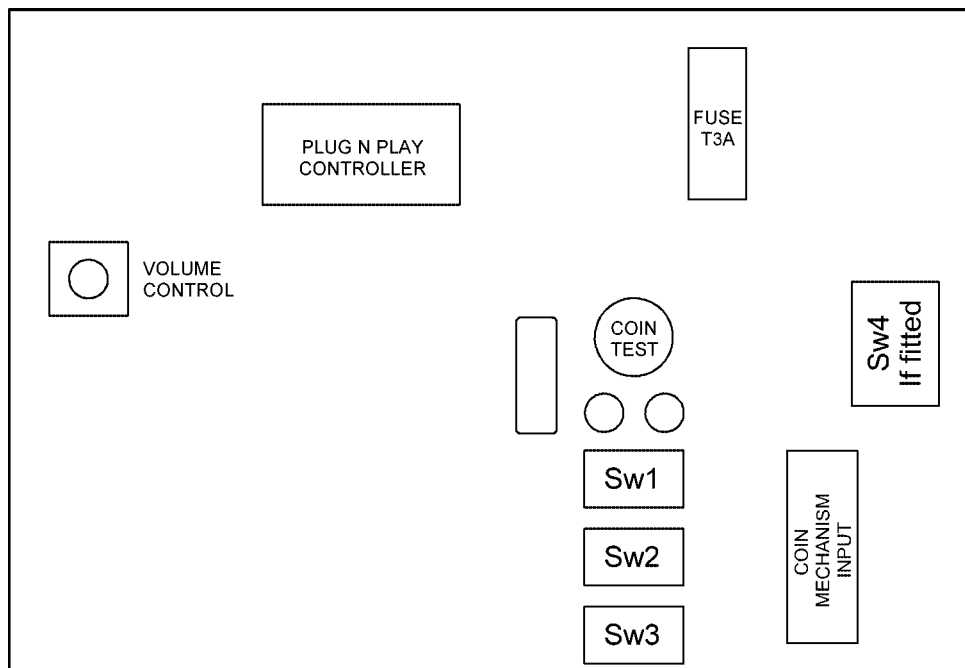 PLUG N PLAY
CONTROLLER
FUSE
T3A
VOLUME
CONTROL
COIN
TEST
Sw4
If fitted
Sw1
Sw2
Sw3
COIN
MECHANISM
INPUT